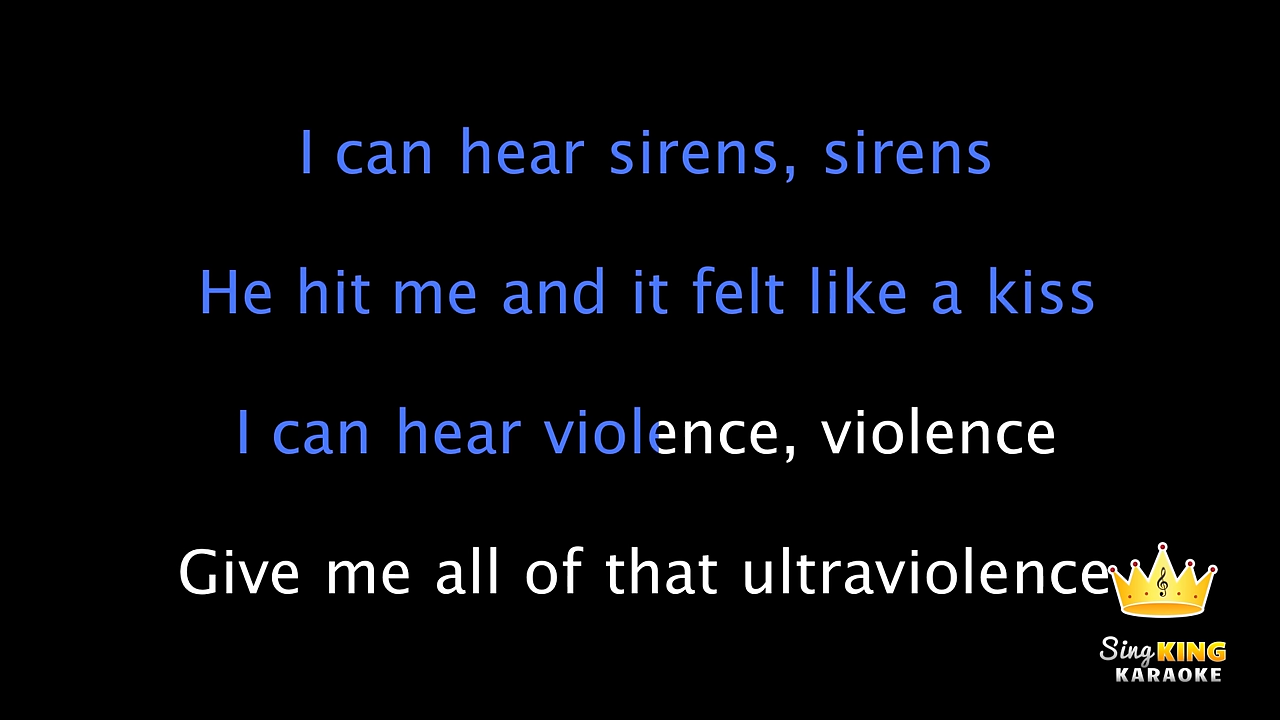 I can hear sirens, sirens
He hit me and it felt like a kiss
I can hear violence, violence
Give me all of that ultraviolence
Sing KING
KARAOKE